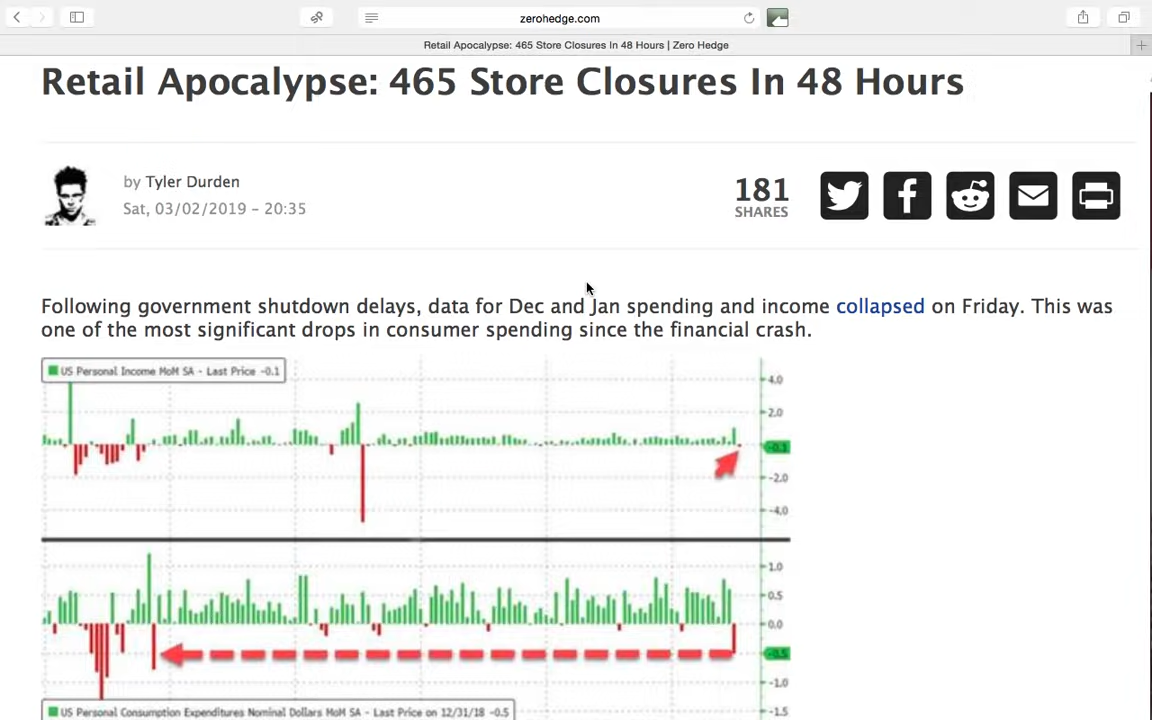 zerohedge.com
Retail Apocalypse: 465 Store Closures In 48 Hours | Zero Hedge
Retail Apocalypse: 465 Store Closures In 48 Hours
by Tyler Durden
Sat, 03/02/2019 – 20:35
181
SHARES
Following government shutdown delays, data for Dec and Jan spending and income collapsed on Friday. This was
one of the most significant drops in consumer spending since the financial crash.
US Personal Income MoM SA - Last Price -0.1
4.0
2.0
-0.1
-2.0
-4.0
1.0
0.5
0.0
-0.5
-1.0
-1.5
US Personal Consumption Expenditures Nominal Dollars MoM SA - Last Price on 12/31/18 -0.5